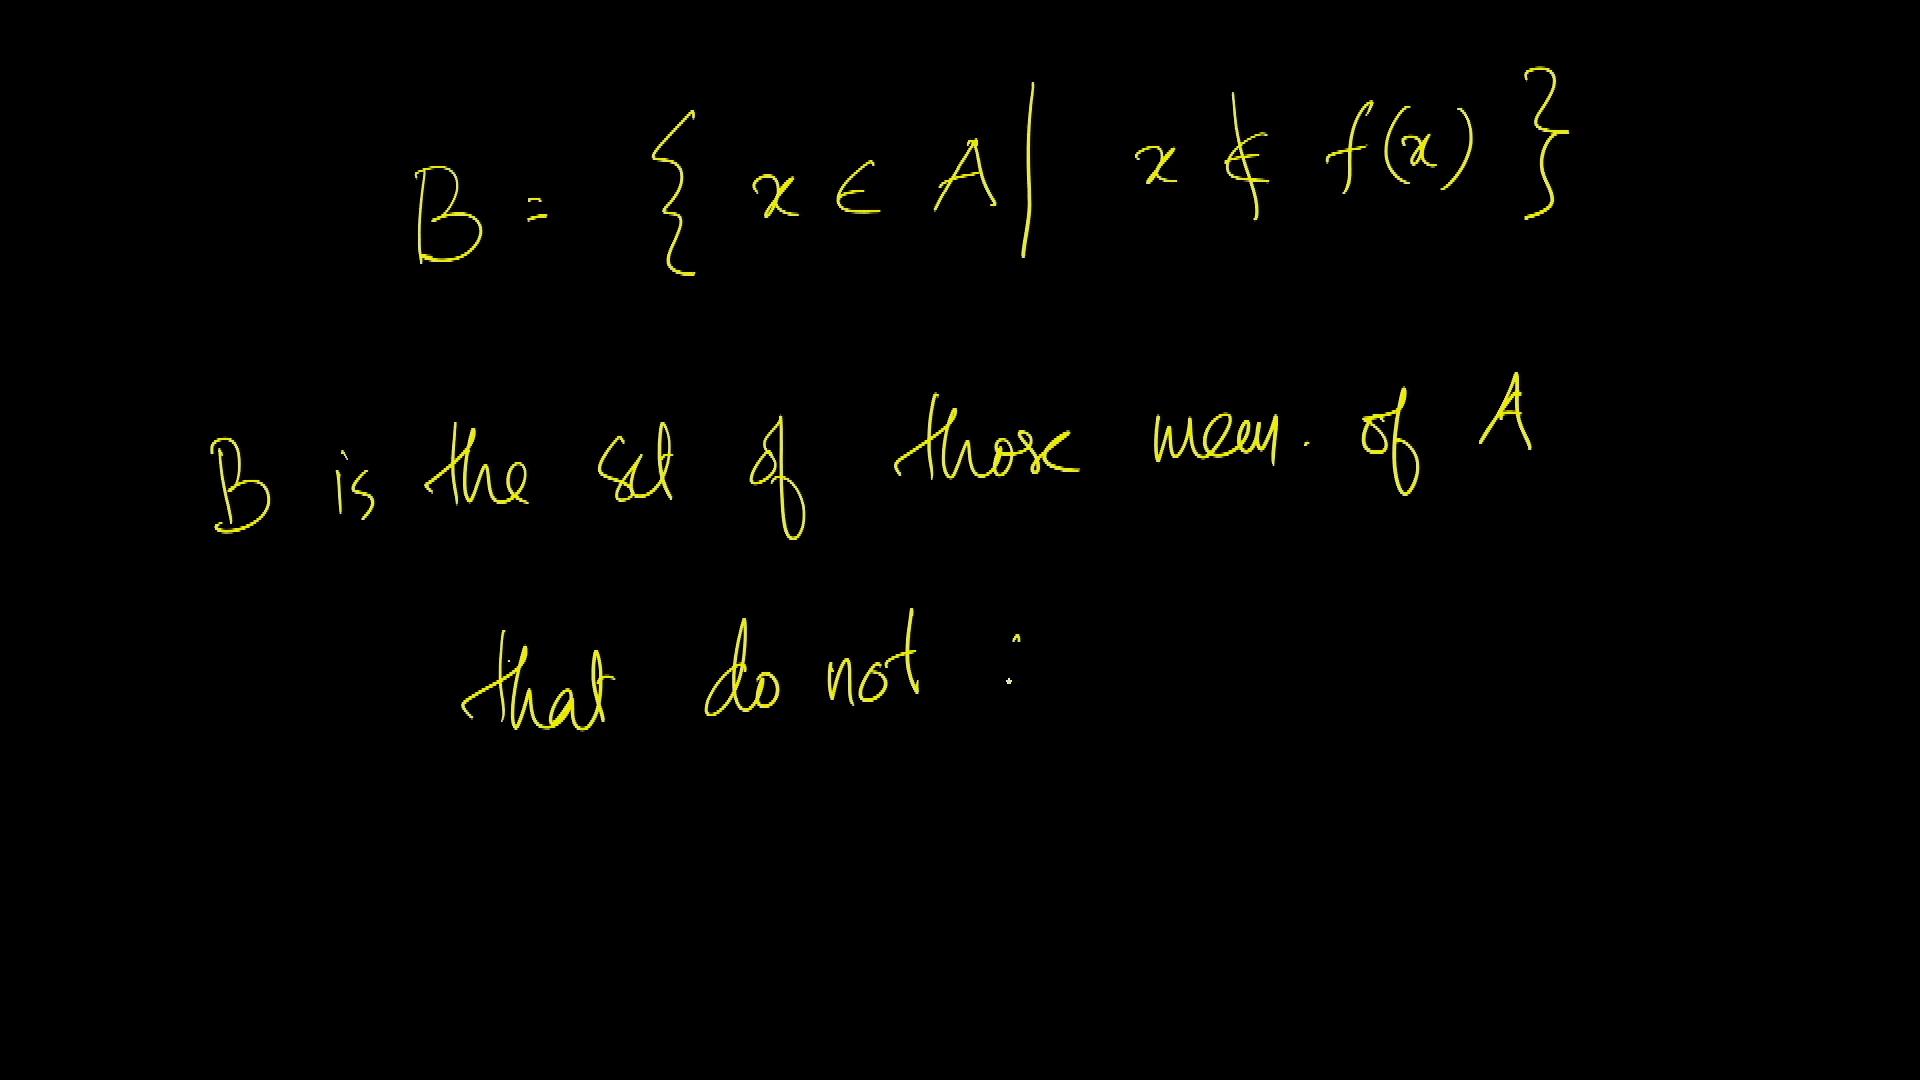 B = { x ∈ A | x ∉ f(x) }
B is the set of those mem. of A
that do not :